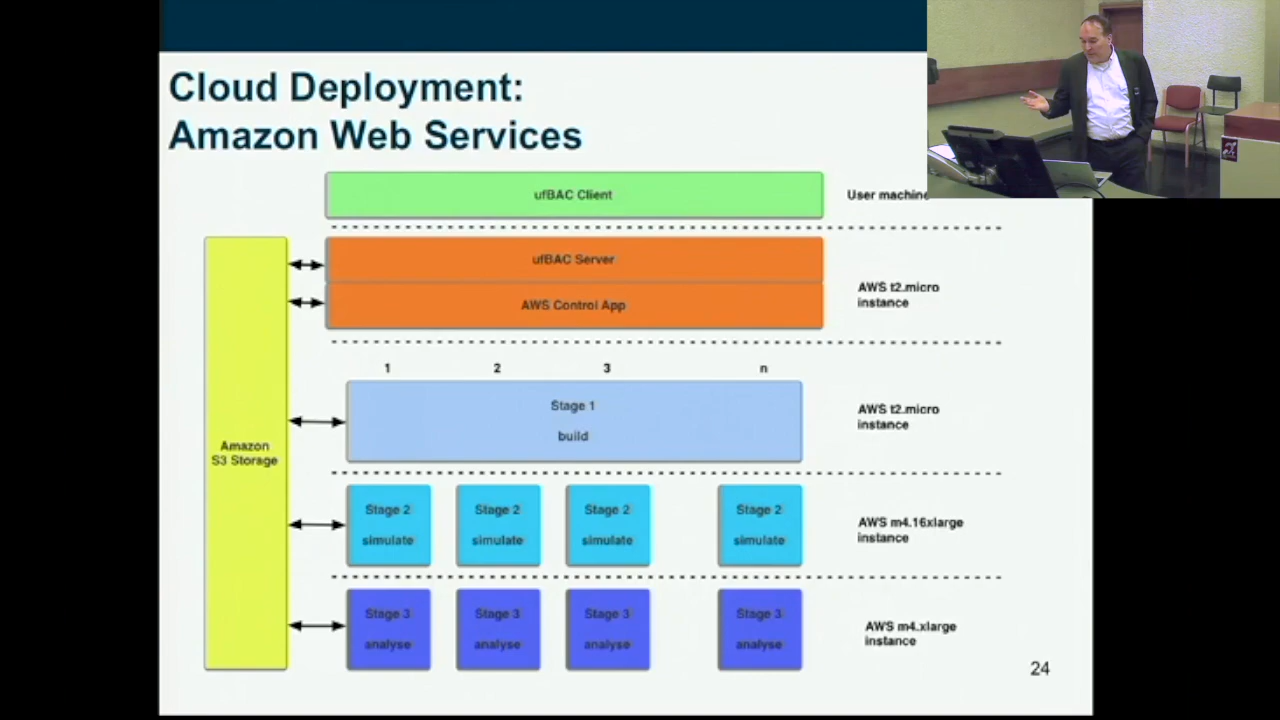 Cloud Deployment:
Amazon Web Services
ufBAC Client
User machine
ufBAC Server
AWS Control App
AWS t2.micro
instance
1 2 3 n
Stage 1
build
AWS t2.micro
instance
Amazon
S3 Storage
Stage 2 Stage 2 Stage 2 Stage 2
simulate simulate simulate simulate
AWS m4.16xlarge
instance
Stage 3 Stage 3 Stage 3 Stage 3
analyse analyse analyse analyse
AWS m4.xlarge
instance
24